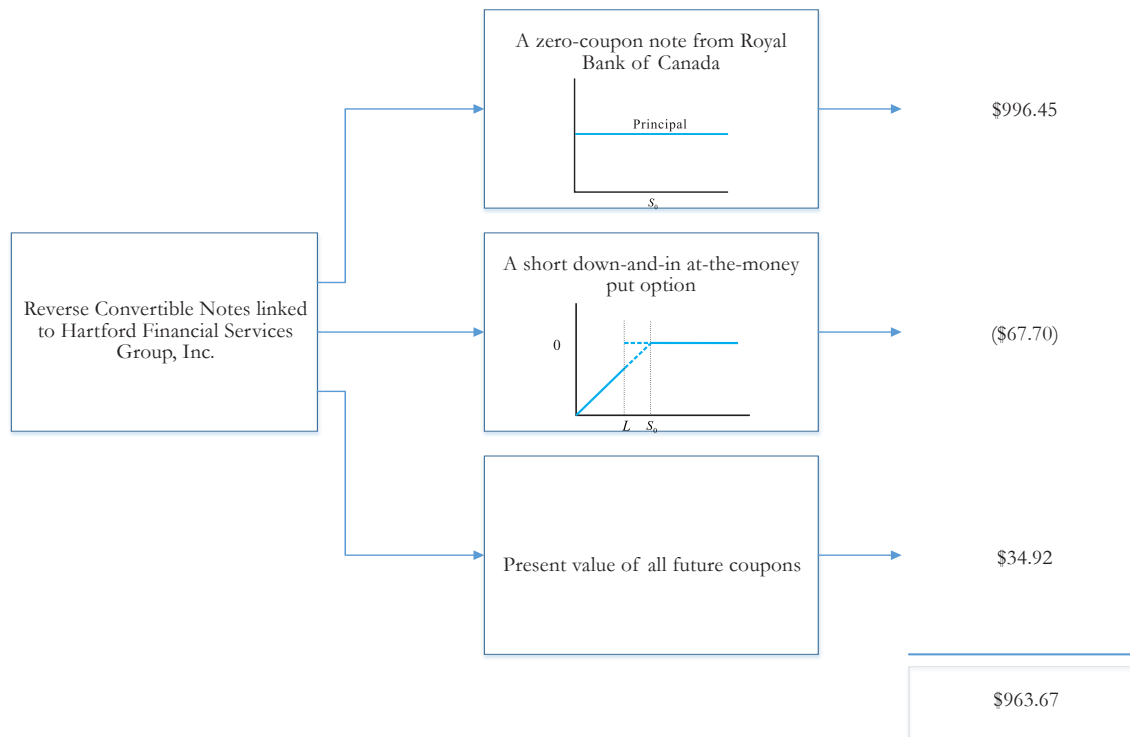 A zero-coupon note from Royal
Bank of Canada
Principal
S₀
$996.45
Reverse Convertible Notes linked
to Hartford Financial Services
Group, Inc.
A short down-and-in at-the-money
put option
0
L S₀
($67.70)
Present value of all future coupons
$34.92
$963.67